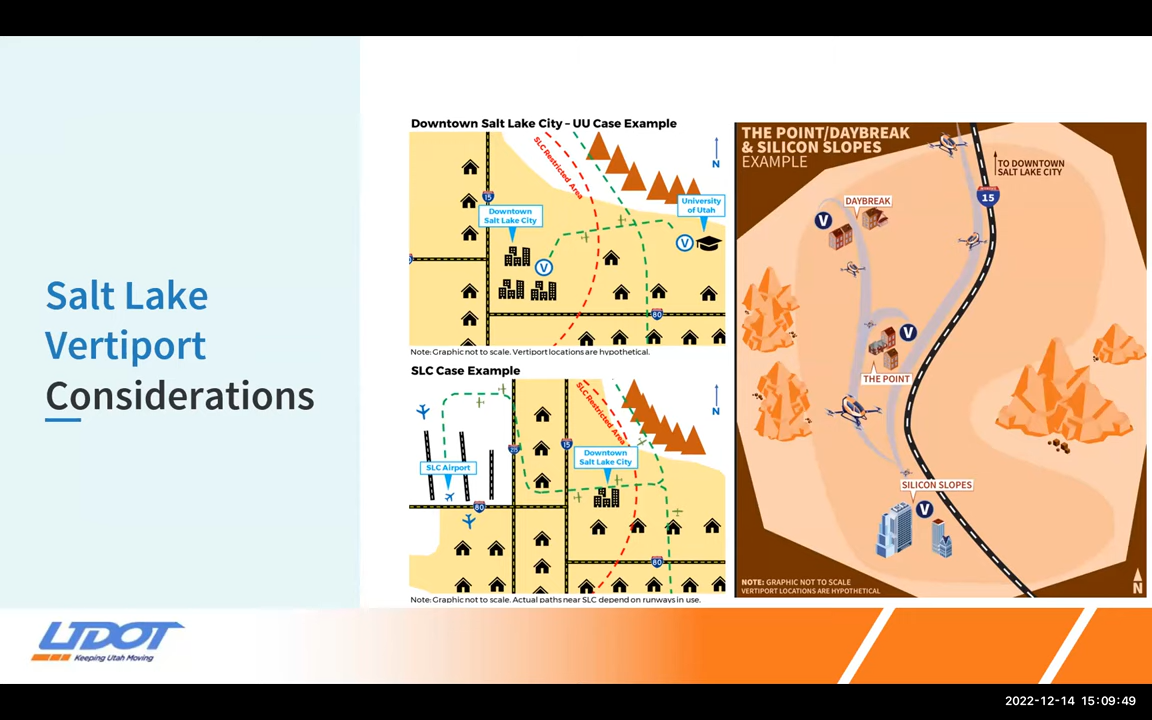 Salt Lake
Vertiport
Considerations
Downtown Salt Lake City – UU Case Example
SLC Restricted Area
N
15
Downtown
Salt Lake City
University
of Utah
V
V
80
Note: Graphic not to scale. Vertiport locations are hypothetical.
SLC Case Example
SLC Restricted Area
N
15
Downtown
Salt Lake City
SLC Airport
80
80
Note: Graphic not to scale. Actual paths near SLC depend on runways in use.
THE POINT/DAYBREAK
& SILICON SLOPES
EXAMPLE
TO DOWNTOWN
SALT LAKE CITY
15
DAYBREAK
V
V
THE POINT
SILICON SLOPES
V
NOTE: GRAPHIC NOT TO SCALE
VERTIPORT LOCATIONS ARE HYPOTHETICAL
N
UDOT
Keeping Utah Moving
2022-12-14 15:09:49